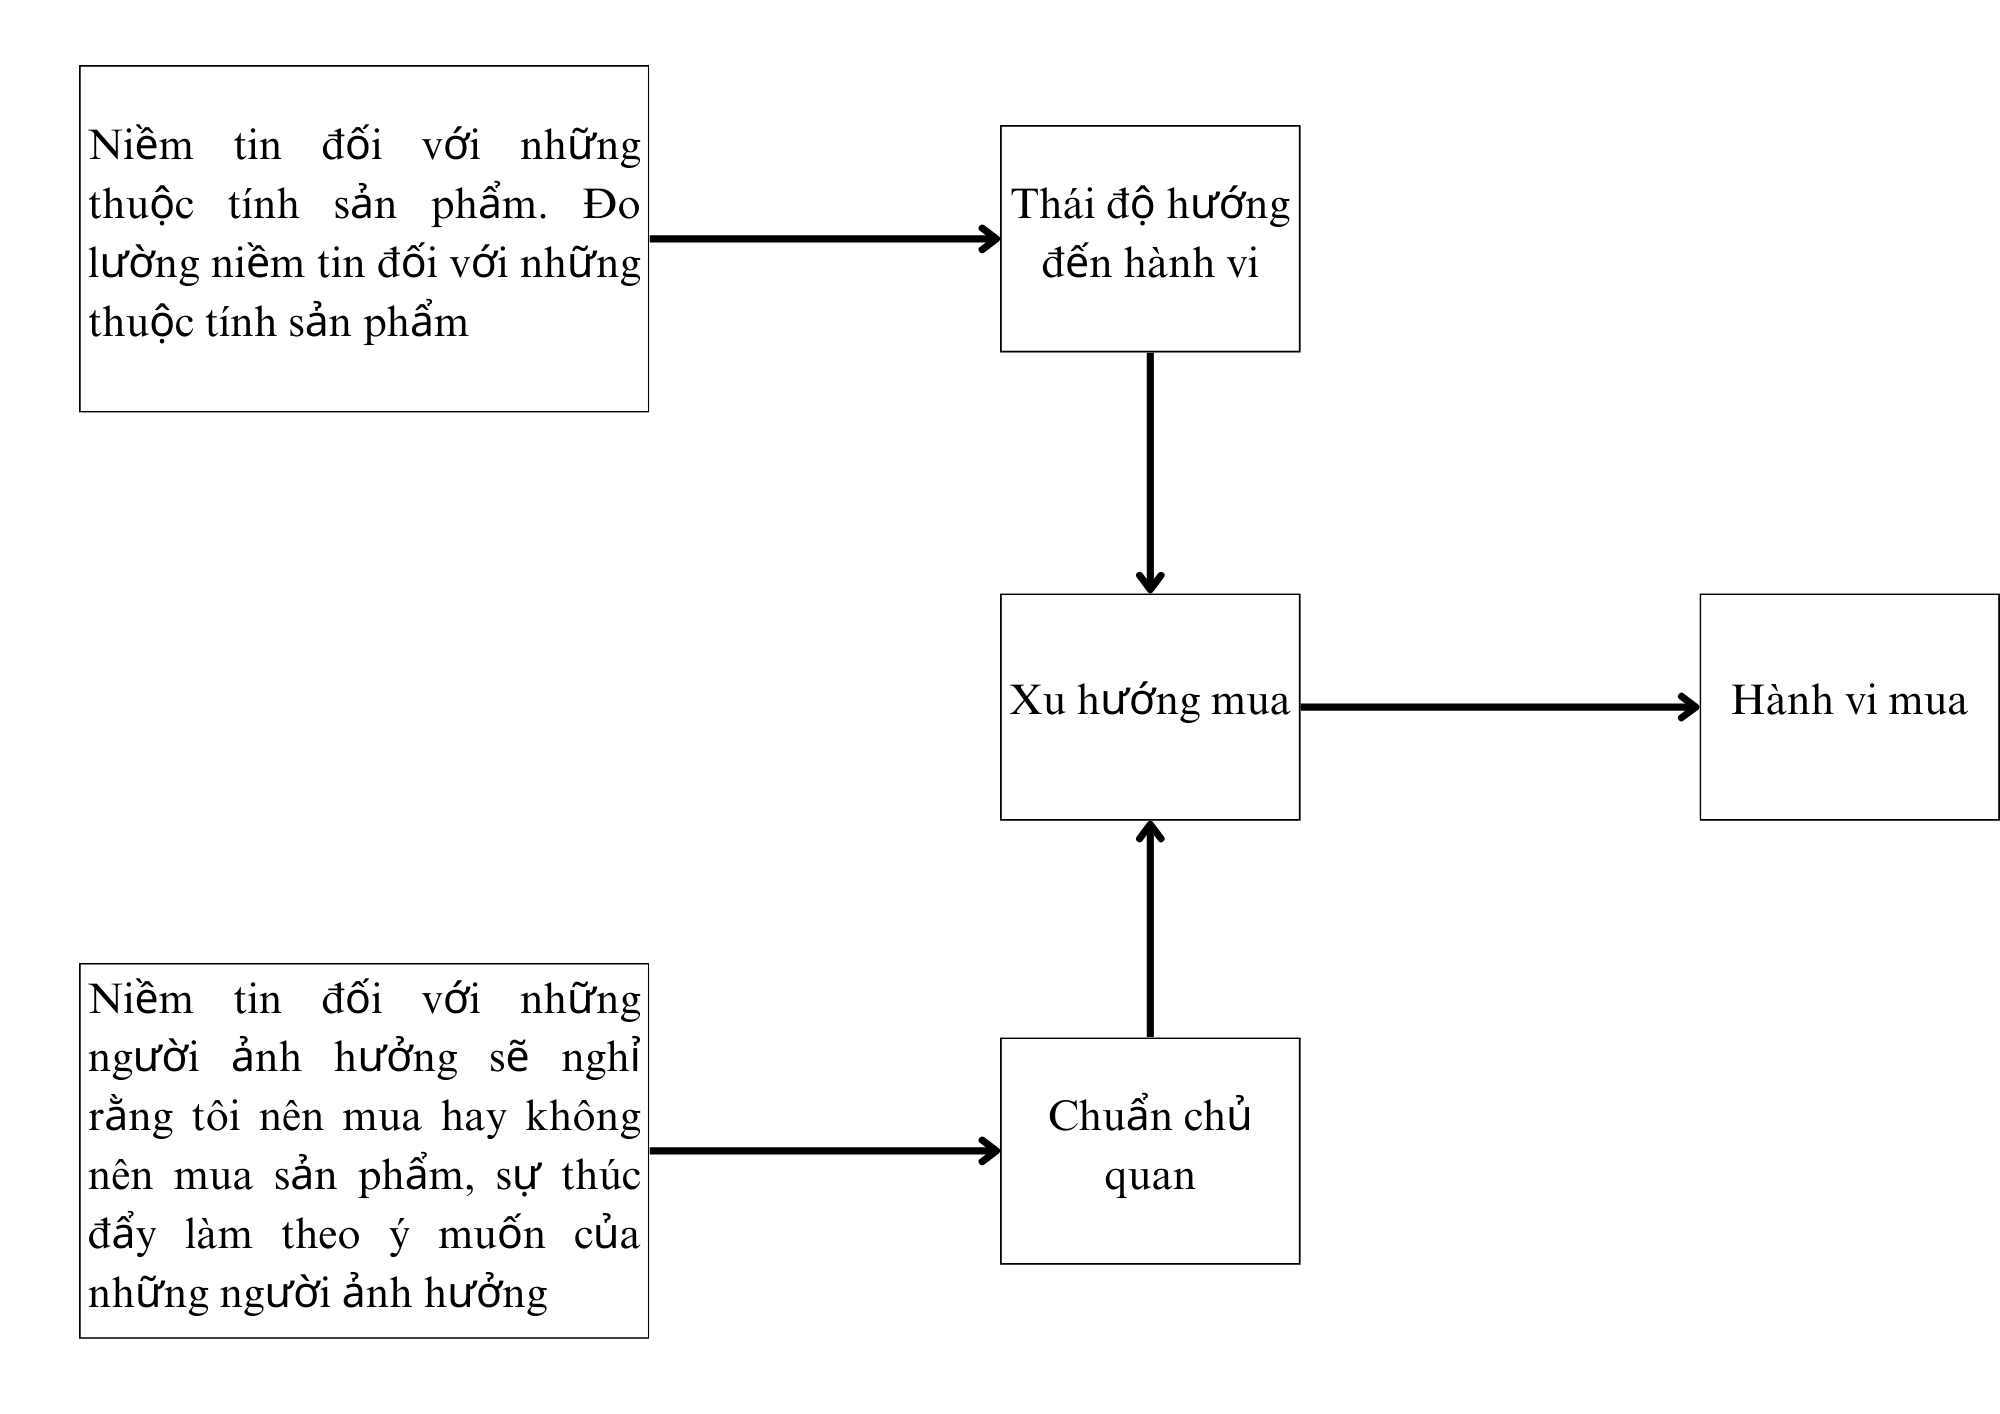 Niềm tin đối với những
thuộc tính sản phẩm. Đo
lường niềm tin đối với những
thuộc tính sản phẩm
Thái độ hướng
đến hành vi
Xu hướng mua
Hành vi mua
Niềm tin đối với những
người ảnh hưởng sẽ nghỉ
rằng tôi nên mua hay không
nên mua sản phẩm, sự thúc
đẩy làm theo ý muốn của
những người ảnh hưởng
Chuẩn chủ
quan